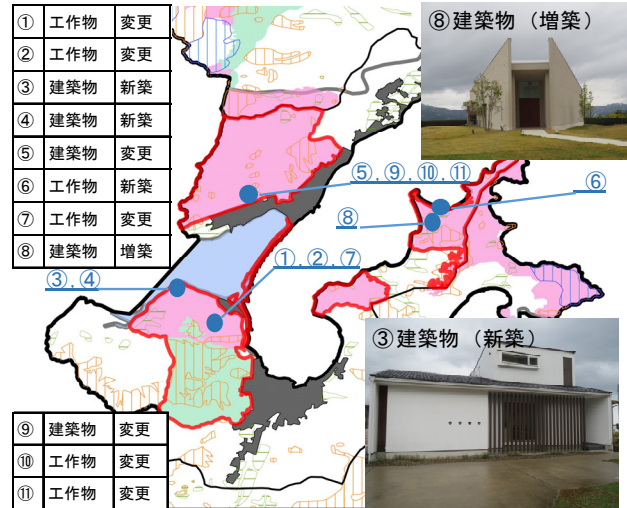 ① 工作物 変更
② 工作物 変更
③ 建築物 新築
④ 建築物 新築
⑤ 建築物 変更
⑥ 工作物 新築
⑦ 工作物 変更
⑧ 建築物 増築
⑧建築物（増築）
⑤,⑨,⑩,⑪
⑥
⑧
③,④
①,②,⑦
③建築物（新築）
⑨ 建築物 変更
⑩ 工作物 変更
⑪ 工作物 変更